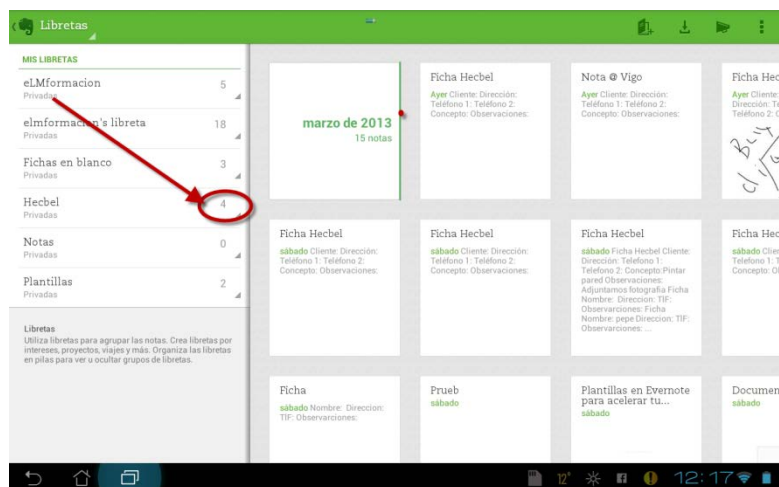 Libretas
MIS LIBRETAS
eLMformacion 5
Privadas
elmformacion's libreta 18
Privadas
Fichas en blanco 3
Privadas
Hecbel 4
Privadas
Notas 0
Privadas
Plantillas 2
Privadas
Libretas
Utiliza libretas para agrupar las notas. Crea libretas por
intereses, proyectos, viajes y más. Organiza las libretas
en pilas para ver u ocultar grupos de libretas.
marzo de 2013
15 notas
Ficha Hecbel
Ayer Cliente: Dirección:
Teléfono 1: Teléfono 2:
Concepto: Observaciones:
Nota @ Vigo
Ayer Cliente: Dirección:
Teléfono 1: Teléfono 2:
Concepto: Observaciones:
Ficha Hec
Ayer Cliente:
Dirección: Te
Teléfono 2: C
Ficha Hecbel
sábado Cliente: Dirección:
Teléfono 1: Teléfono 2:
Concepto: Observaciones:
Ficha Hecbel
sábado Cliente: Dirección:
Teléfono 1: Teléfono 2:
Concepto: Observaciones:
Ficha Hecbel
sábado Ficha Hecbel Cliente:
Dirección: Telefono 1:
Telefono 2: Concepto:Pintar
pared Observaciones:
Adjuntamos fotografia Ficha
Nombre: Direccion: TlF:
Observarciones: Ficha
Nombre: pepe Direccion: TlF:
Observarciones: ...
Ficha Hec
sábado Clien
Teléfono 1: T
Concepto: O
Ficha
sábado Nombre: Direccion:
TlF: Observarciones:
Prueb
sábado
Plantillas en Evernote
para acelerar tu...
sábado
Documen
sábado
12° 12:17